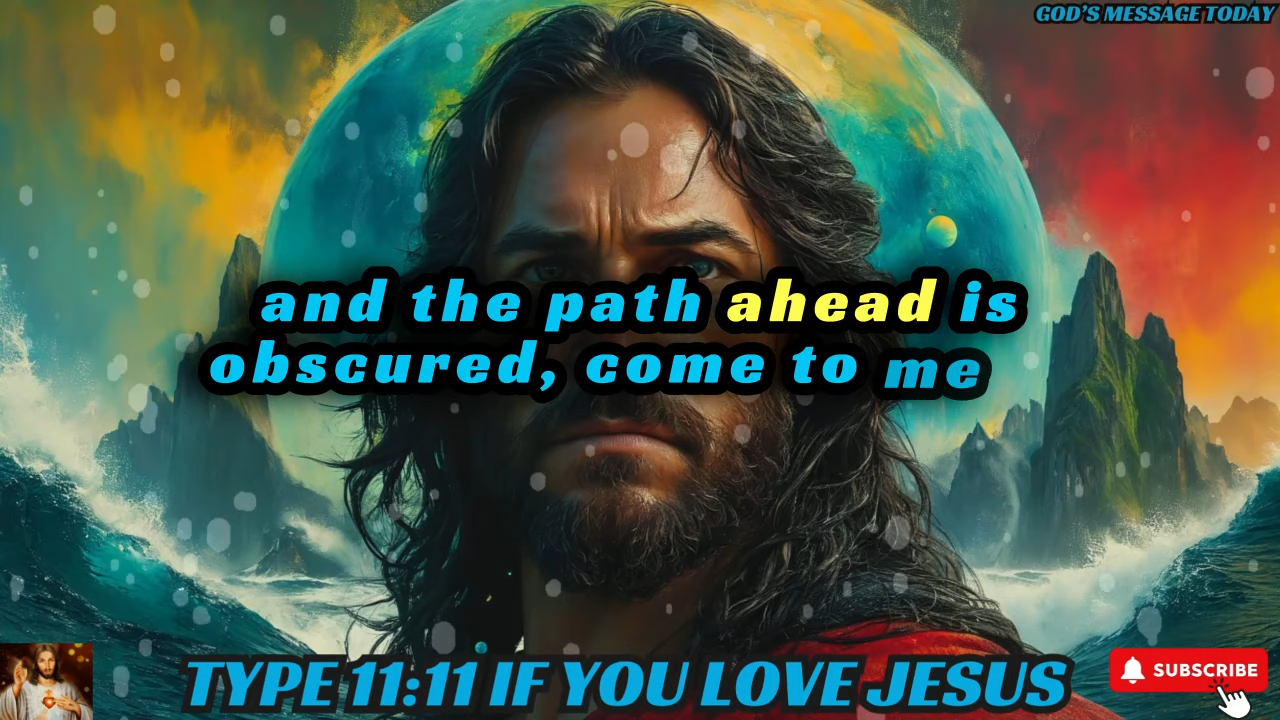 GOD'S MESSAGE TODAY
and the path ahead is
obscured, come to me
TYPE 11:11 IF YOU LOVE JESUS
SUBSCRIBE